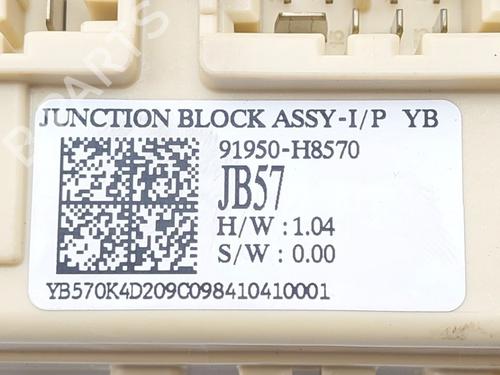 JUNCTION BLOCK ASSY-I/P YB
91950-H8570
JB57
H/W : 1.04
S/W : 0.00
YB570K4D209C098410410001